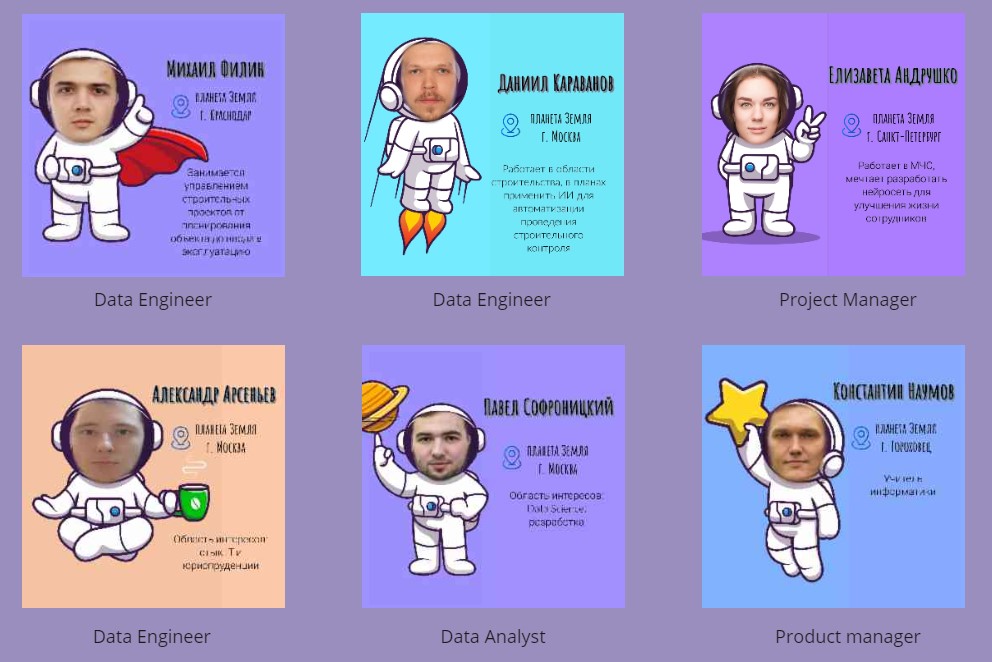 Михаил Филин
планета Земля
г. Краснодар
Занимается
управлением
строительных
проектов от
планирования
объекта до ввода в
эксплуатацию
Data Engineer
Даниил Караванов
планета Земля
г. Москва
Работает в области
строительства, в планах
применить ИИ для
автоматизации
проведения
строительного
контроля
Data Engineer
Елизавета Андрушко
планета Земля
г. Санкт-Петербург
Работает в МЧС,
мечтает разработать
нейросеть для
улучшения жизни
сотрудников
Project Manager
Александр Арсеньев
планета Земля
г. Москва
Область интересов:
стык IT и
юриспруденции
Data Engineer
Павел Софроницкий
планета Земля
г. Москва
Область интересов:
Data Science,
разработка
Data Analyst
Константин Наумов
планета Земля
г. Гороховец
Учитель
информатики
Product manager